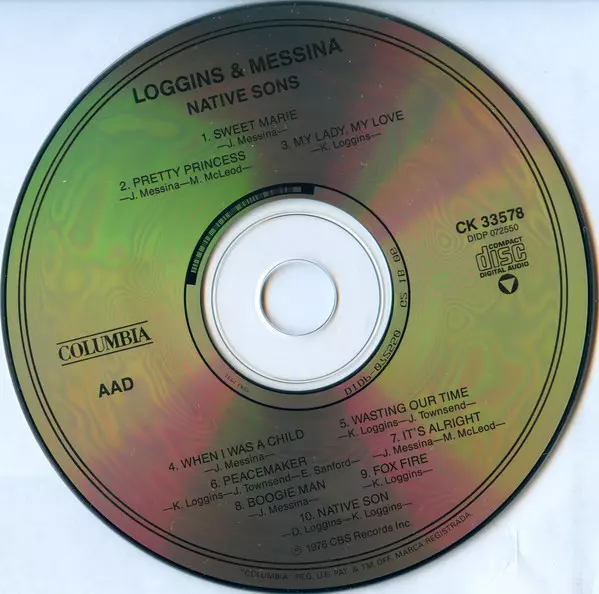 LOGGINS & MESSINA
NATIVE SONS
1. SWEET MARIE
—J. Messina—
2. PRETTY PRINCESS
—J. Messina—M. McLeod—
3. MY LADY, MY LOVE
—K. Loggins—
CK 33578
DIDP 072550
COMPACT
disc
DIGITAL AUDIO
COLUMBIA
AAD
4. WHEN I WAS A CHILD
—J. Messina—
5. WASTING OUR TIME
—K. Loggins—J. Townsend—
6. PEACEMAKER
—K. Loggins—J. Townsend—E. Sanford—
7. IT'S ALRIGHT
—J. Messina—M. McLeod—
8. BOOGIE MAN
—J. Messina—
9. FOX FIRE
—K. Loggins—
10. NATIVE SON
—D. Loggins—K. Loggins—
℗ 1976 CBS Records Inc.
"COLUMBIA" REG. U.S. PAT. & TM. OFF. MARCA REGISTRADA.